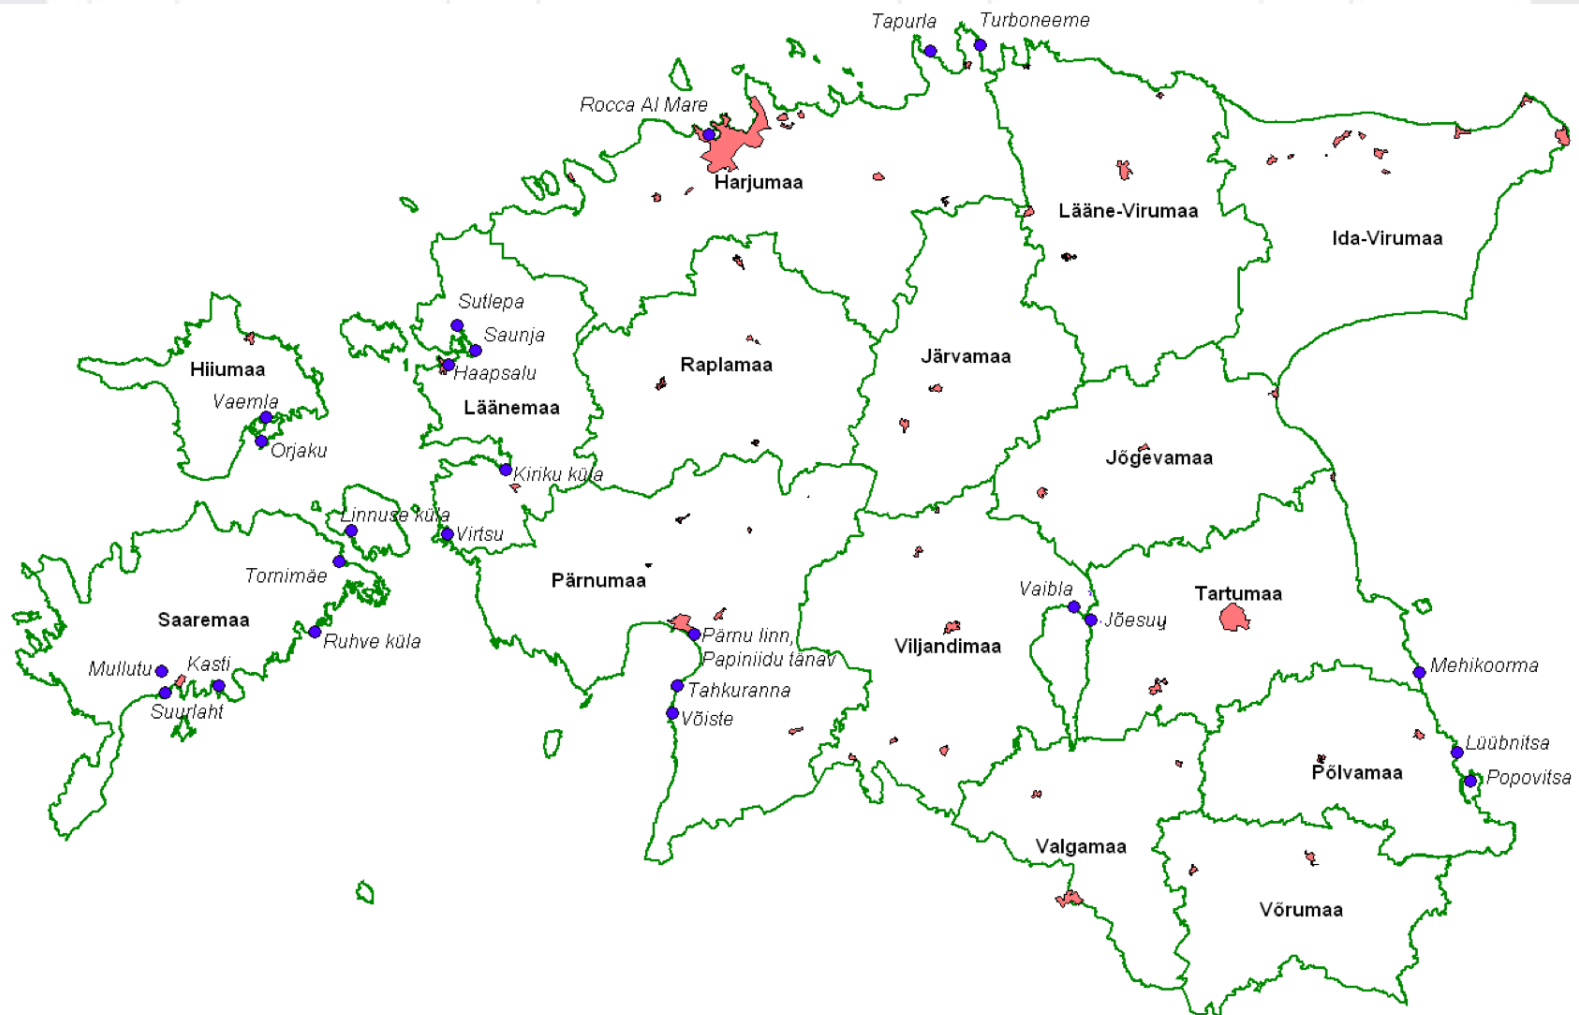 Tapurla
Turboneeme
Rocca Al Mare
Harjumaa
Lääne-Virumaa
Ida-Virumaa
Sutlepa
Saunja
Haapsalu
Läänemaa
Hiiumaa
Vaemla
Orjaku
Raplamaa
Järvamaa
Jõgevamaa
Kiriku küla
Linnuse küla
Virtsu
Tornimäe
Pärnumaa
Saaremaa
Ruhve küla
Mullutu
Kasti
Suurlaht
Pärnu linn,
Papiniidu tänav
Tahkuranna
Võiste
Viljandimaa
Vaibla
Jõesuu
Tartumaa
Mehikoorma
Lüübnitsa
Põlvamaa
Popovitsa
Valgamaa
Võrumaa